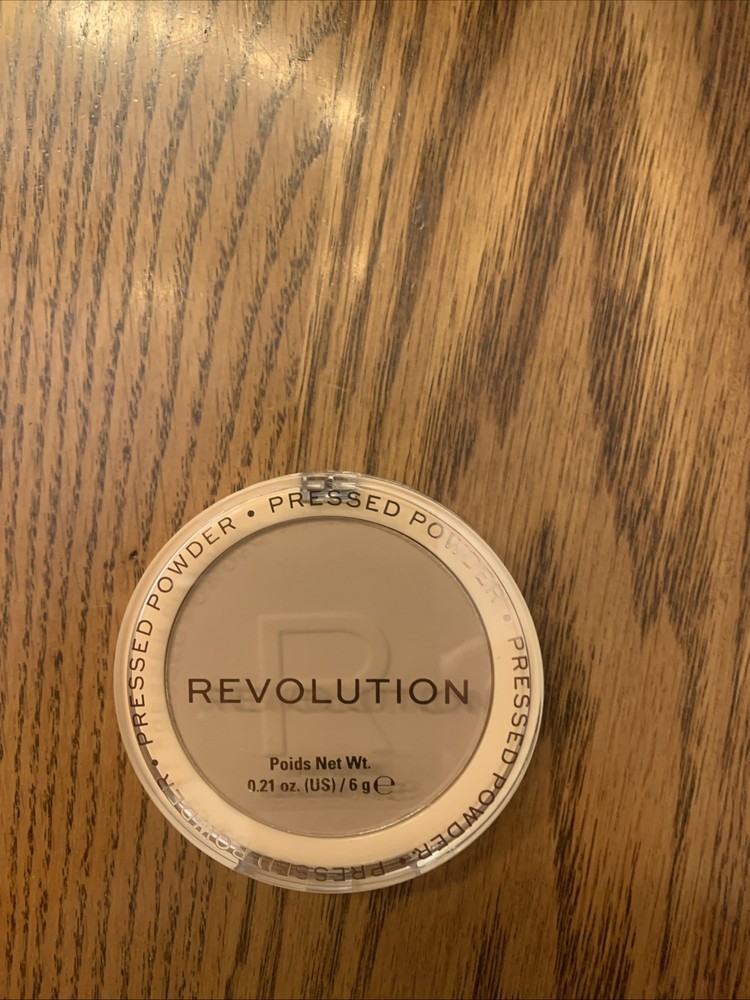 PRESSED POWDER • PRESSED POWDER • PRESSED POWDER • PRESSED POWDER •
REVOLUTION
Poids Net Wt.
0.21 oz. (US) / 6 g ℮